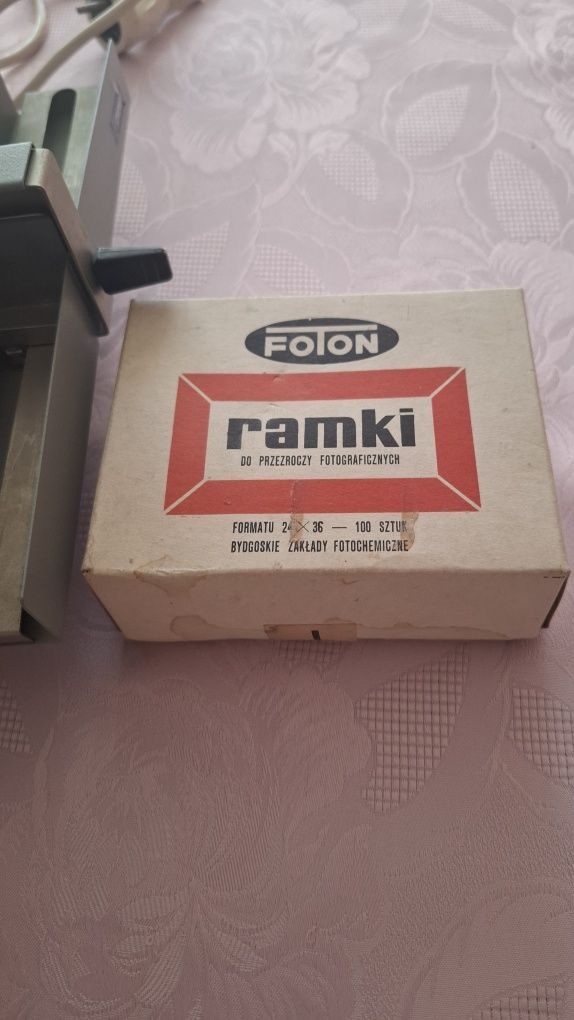 FOTON
ramki
DO PRZEZROCZY FOTOGRAFICZNYCH
FORMATU 24 × 36 — 100 SZTUK
BYDGOSKIE ZAKŁADY FOTOCHEMICZNE